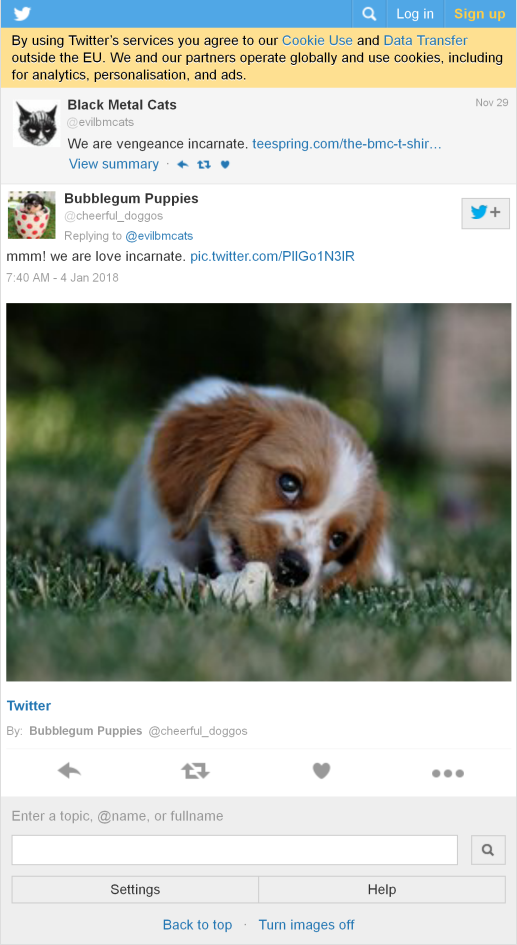 Log in Sign up
By using Twitter's services you agree to our Cookie Use and Data Transfer
outside the EU. We and our partners operate globally and use cookies, including
for analytics, personalisation, and ads.
Black Metal Cats Nov 29
@evilbmcats
We are vengeance incarnate. teespring.com/the-bmc-t-shir…
View summary ·
Bubblegum Puppies
@cheerful_doggos
Replying to @evilbmcats
mmm! we are love incarnate. pic.twitter.com/PIlGo1N3lR
7:40 AM - 4 Jan 2018
Twitter
By: Bubblegum Puppies @cheerful_doggos
Enter a topic, @name, or fullname
Settings Help
Back to top · Turn images off